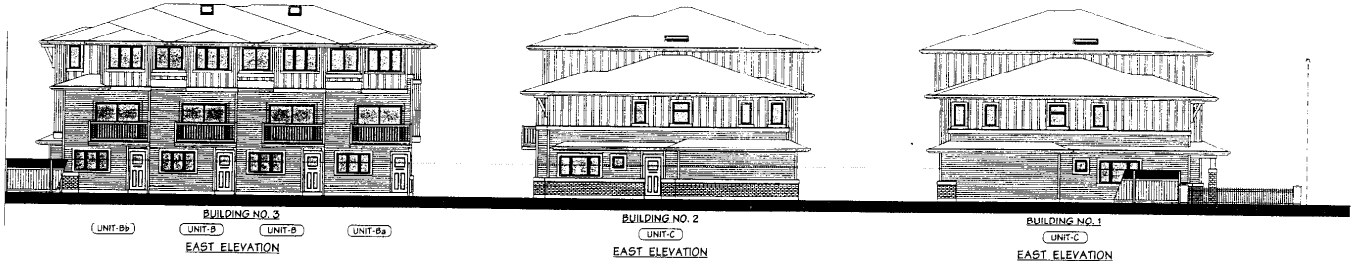 BUILDING NO. 3
UNIT-Bb
UNIT-B
UNIT-B
UNIT-Ba
EAST ELEVATION
BUILDING NO. 2
UNIT-C
EAST ELEVATION
BUILDING NO. 1
UNIT-C
EAST ELEVATION